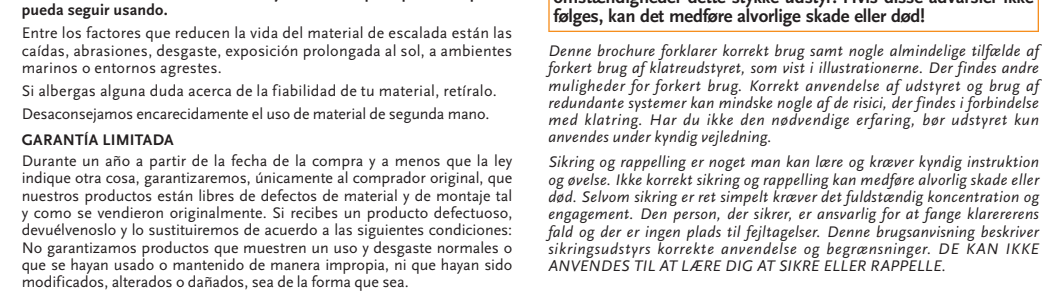 pueda seguir usando.
Entre los factores que reducen la vida del material de escalada están las
caídas, abrasiones, desgaste, exposición prolongada al sol, a ambientes
marinos o entornos agrestes.
Si albergas alguna duda acerca de la fiabilidad de tu material, retíralo.
Desaconsejamos encarecidamente el uso de material de segunda mano.
GARANTÍA LIMITADA
Durante un año a partir de la fecha de la compra y a menos que la ley
indique otra cosa, garantizaremos, únicamente al comprador original, que
nuestros productos están libres de defectos de material y de montaje tal
y como se vendieron originalmente. Si recibes un producto defectuoso,
devuélvenoslo y lo sustituiremos de acuerdo a las siguientes condiciones:
No garantizamos productos que muestren un uso y desgaste normales o
que se hayan usado o mantenido de manera impropia, ni que hayan sido
modificados, alterados o dañados, sea de la forma que sea.
omstændigheder dette stykke udstyr. Hvis disse advarsler ikke
følges, kan det medføre alvorlige skade eller død!
Denne brochure forklarer korrekt brug samt nogle almindelige tilfælde af
forkert brug af klatreudstyret, som vist i illustrationerne. Der findes andre
muligheder for forkert brug. Korrekt anvendelse af udstyret og brug af
redundante systemer kan mindske nogle af de risici, der findes i forbindelse
med klatring. Har du ikke den nødvendige erfaring, bør udstyret kun
anvendes under kyndig vejledning.
Sikring og rappelling er noget man kan lære og kræver kyndig instruktion
og øvelse. Ikke korrekt sikring og rappelling kan medføre alvorlig skade eller
død. Selvom sikring er ret simpelt kræver det fuldstændig koncentration og
engagement. Den person, der sikrer, er ansvarlig for at fange klarererens
fald og der er ingen plads til fejltagelser. Denne brugsanvisning beskriver
sikringsudstyrs korrekte anvendelse og begrænsninger. DE KAN IKKE
ANVENDES TIL AT LÆRE DIG AT SIKRE ELLER RAPPELLE.